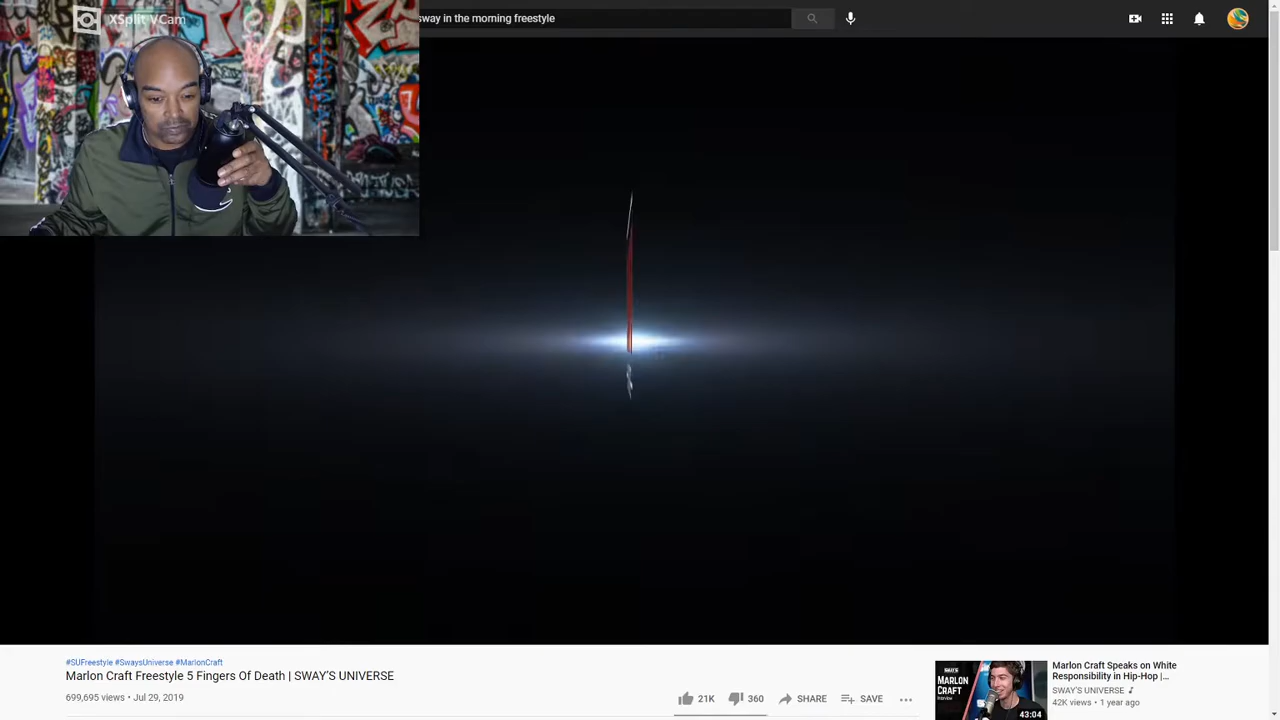 XSplit VCam
sway in the morning freestyle
#SUFreestyle #SwaysUniverse #MarlonCraft
Marlon Craft Freestyle 5 Fingers Of Death | SWAY'S UNIVERSE
699,695 views • Jul 29, 2019
21K
360
SHARE
SAVE
SWAY'S
MARLON
CRAFT
43:04
Marlon Craft Speaks on White
Responsibility in Hip-Hop |...
SWAY'S UNIVERSE
42K views • 1 year ago